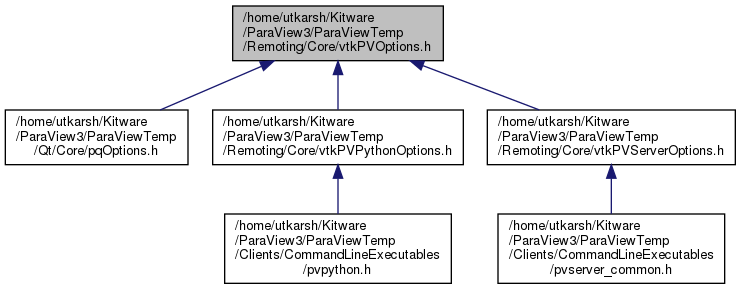 /home/utkarsh/Kitware
/ParaView3/ParaViewTemp
/Remoting/Core/vtkPVOptions.h
/home/utkarsh/Kitware
/ParaView3/ParaViewTemp
/Qt/Core/pqOptions.h
/home/utkarsh/Kitware
/ParaView3/ParaViewTemp
/Remoting/Core/vtkPVPythonOptions.h
/home/utkarsh/Kitware
/ParaView3/ParaViewTemp
/Remoting/Core/vtkPVServerOptions.h
/home/utkarsh/Kitware
/ParaView3/ParaViewTemp
/Clients/CommandLineExecutables
/pvpython.h
/home/utkarsh/Kitware
/ParaView3/ParaViewTemp
/Clients/CommandLineExecutables
/pvserver_common.h